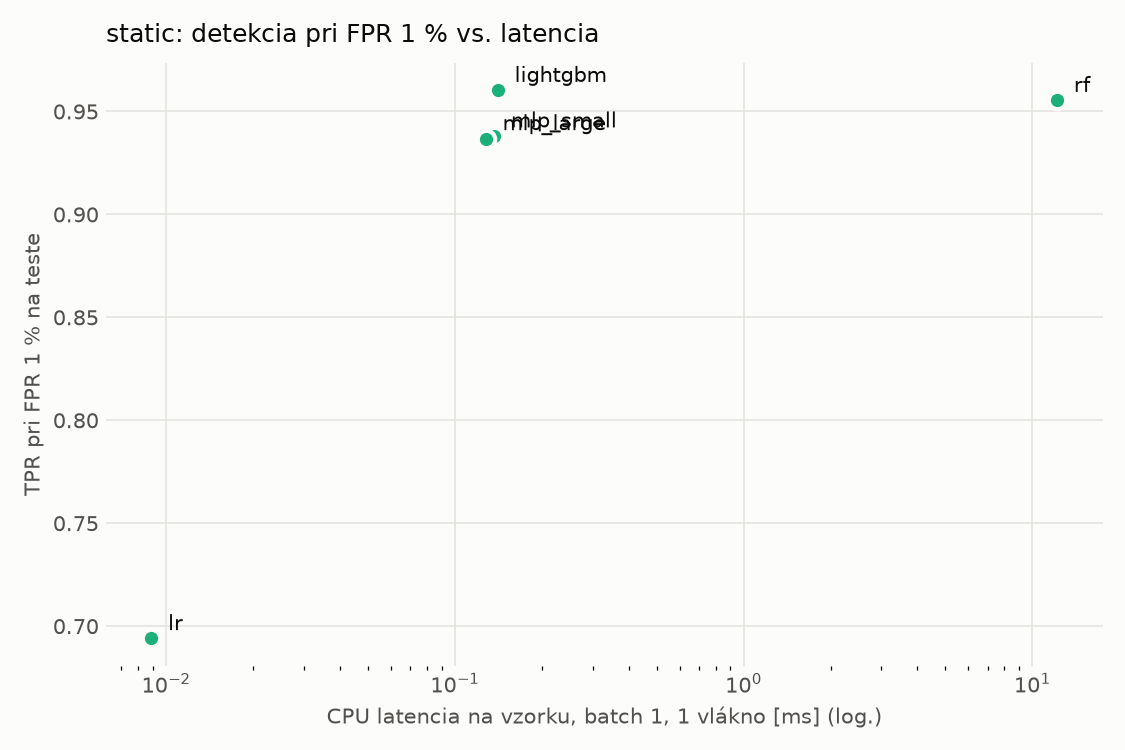 static: detekcia pri FPR 1 % vs. latencia
lightgbm
rf
mlp_small
mlp_large
lr
TPR pri FPR 1 % na teste
0.95
0.90
0.85
0.80
0.75
0.70
10⁻²
10⁻¹
10⁰
10¹
CPU latencia na vzorku, batch 1, 1 vlákno [ms] (log.)